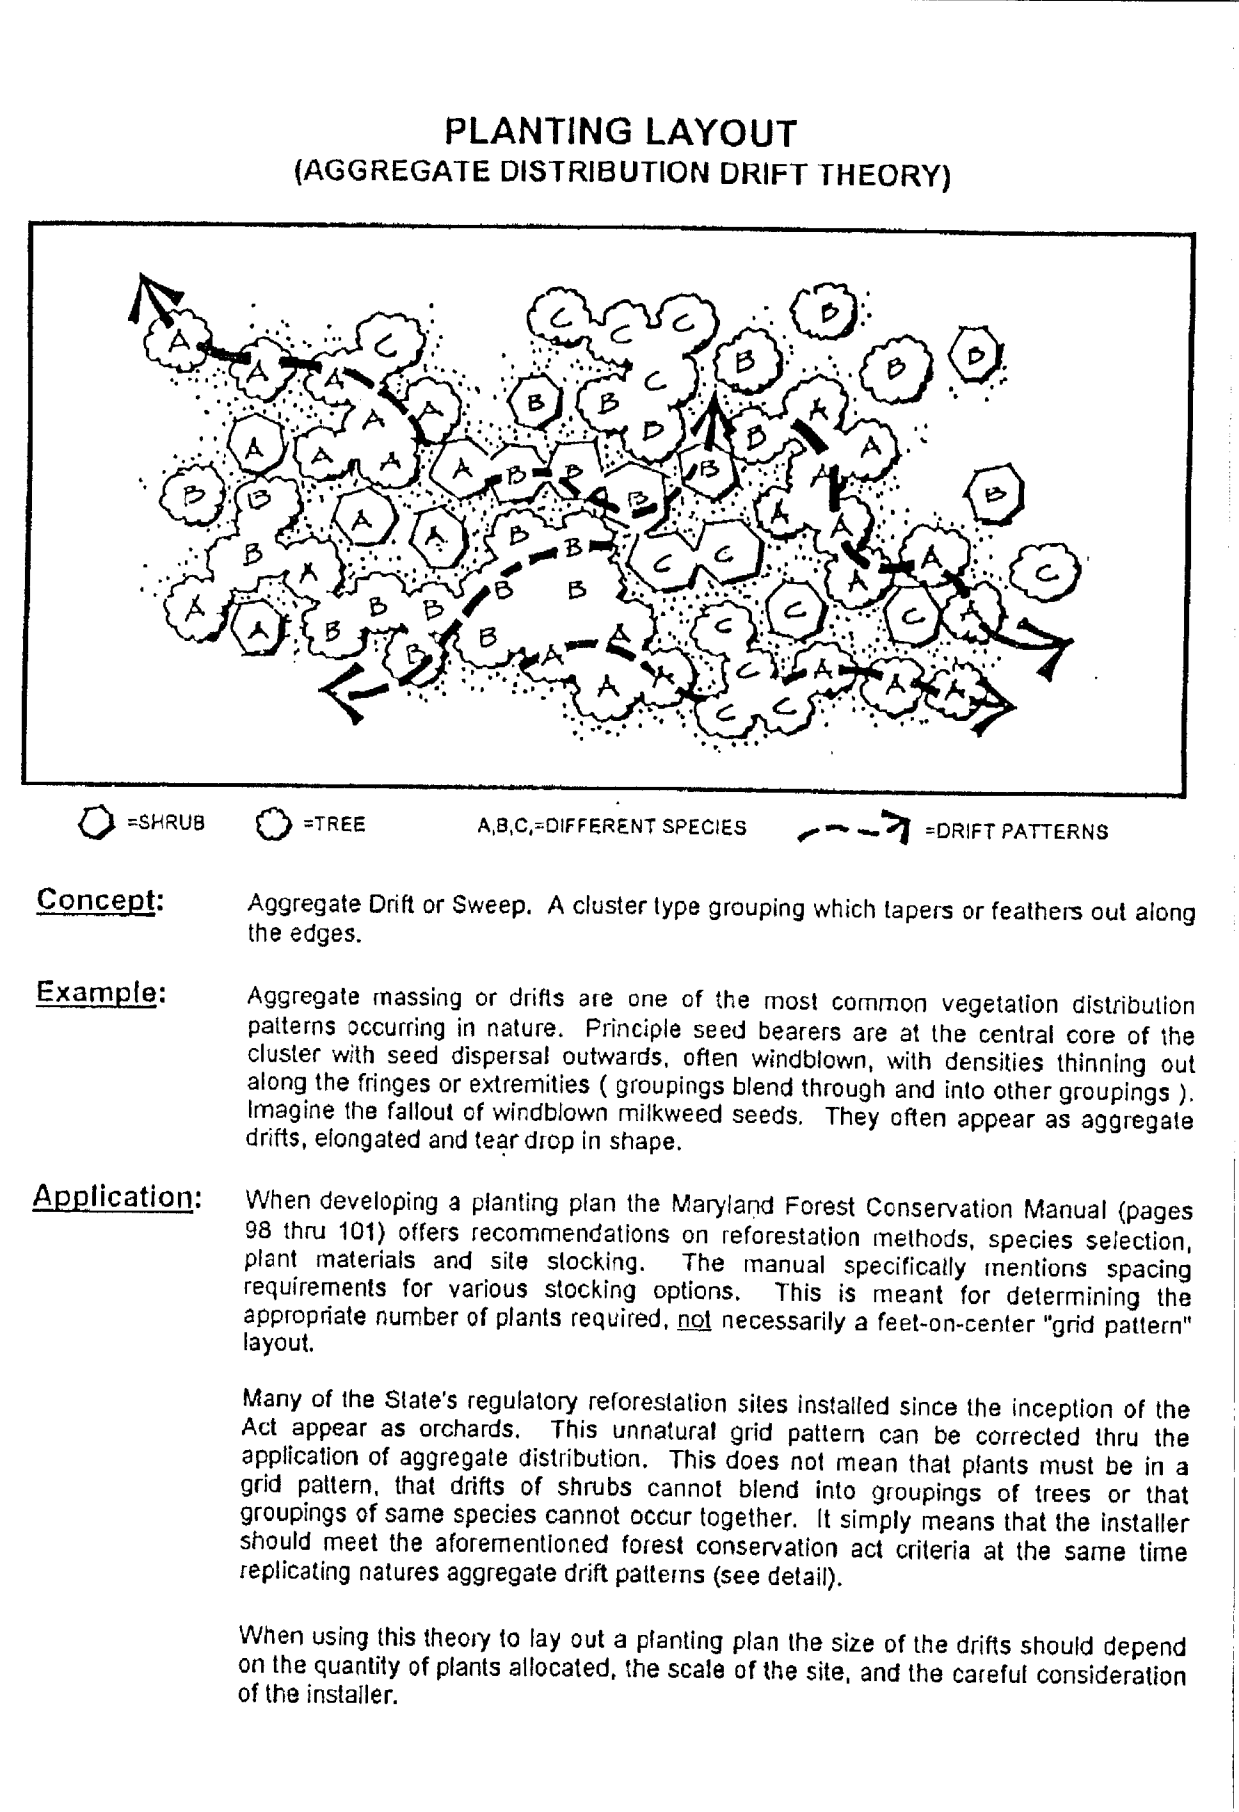 PLANTING LAYOUT
(AGGREGATE DISTRIBUTION DRIFT THEORY)
A A A C A A A A A
C C C C B B B B B B B B
A A A A A A A
B B B A B B B B
A B B A A B B B B B B B
C C C C C C C C C
A A A A A A A A A
=SHRUB =TREE A,B,C,=DIFFERENT SPECIES =DRIFT PATTERNS
Concept: Aggregate Drift or Sweep. A cluster type grouping which tapers or feathers out along
the edges.
Example: Aggregate massing or drifts are one of the most common vegetation distribution
patterns occurring in nature. Principle seed bearers are at the central core of the
cluster with seed dispersal outwards, often windblown, with densities thinning out
along the fringes or extremities ( groupings blend through and into other groupings ).
Imagine the fallout of windblown milkweed seeds. They often appear as aggregate
drifts, elongated and tear drop in shape.
Application: When developing a planting plan the Maryland Forest Conservation Manual (pages
98 thru 101) offers recommendations on reforestation methods, species selection,
plant materials and site stocking. The manual specifically mentions spacing
requirements for various stocking options. This is meant for determining the
appropriate number of plants required, not necessarily a feet-on-center "grid pattern"
layout.
Many of the State's regulatory reforestation sites installed since the inception of the
Act appear as orchards. This unnatural grid pattern can be corrected thru the
application of aggregate distribution. This does not mean that plants must be in a
grid pattern, that drifts of shrubs cannot blend into groupings of trees or that
groupings of same species cannot occur together. It simply means that the installer
should meet the aforementioned forest conservation act criteria at the same time
replicating natures aggregate drift patterns (see detail).
When using this theory to lay out a planting plan the size of the drifts should depend
on the quantity of plants allocated, the scale of the site, and the careful consideration
of the installer.